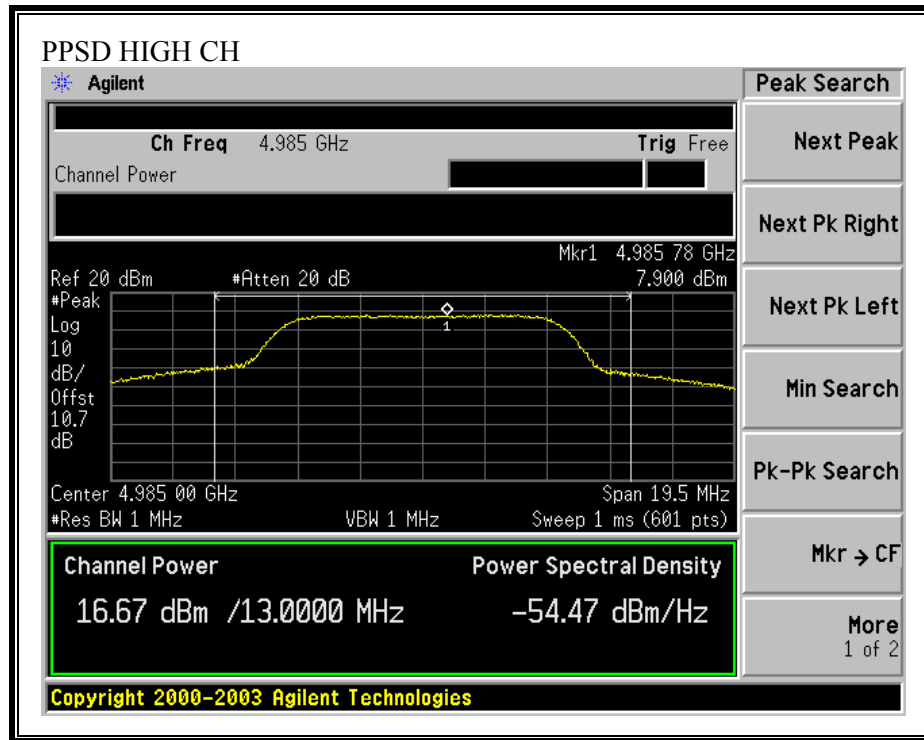 PPSD HIGH CH
Agilent
Peak Search
Ch Freq 4.985 GHz
Trig Free
Channel Power
Mkr1 4.985 78 GHz
Ref 20 dBm #Atten 20 dB 7.900 dBm
#Peak
Log
10
dB/
Offst
10.7
dB
1
Center 4.985 00 GHz Span 19.5 MHz
#Res BW 1 MHz VBW 1 MHz Sweep 1 ms (601 pts)
Channel Power Power Spectral Density
16.67 dBm /13.0000 MHz -54.47 dBm/Hz
Copyright 2000-2003 Agilent Technologies
Next Peak
Next Pk Right
Next Pk Left
Min Search
Pk-Pk Search
Mkr → CF
More
1 of 2